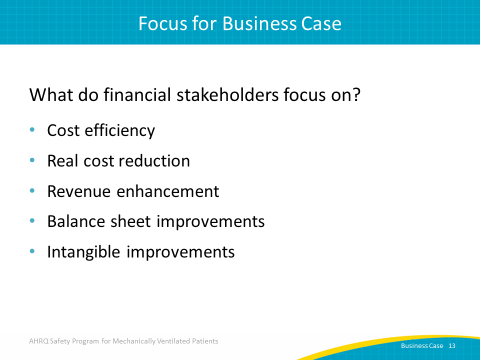 Focus for Business Case
What do financial stakeholders focus on?
• Cost efficiency
• Real cost reduction
• Revenue enhancement
• Balance sheet improvements
• Intangible improvements
AHRQ Safety Program for Mechanically Ventilated Patients
Business Case 13